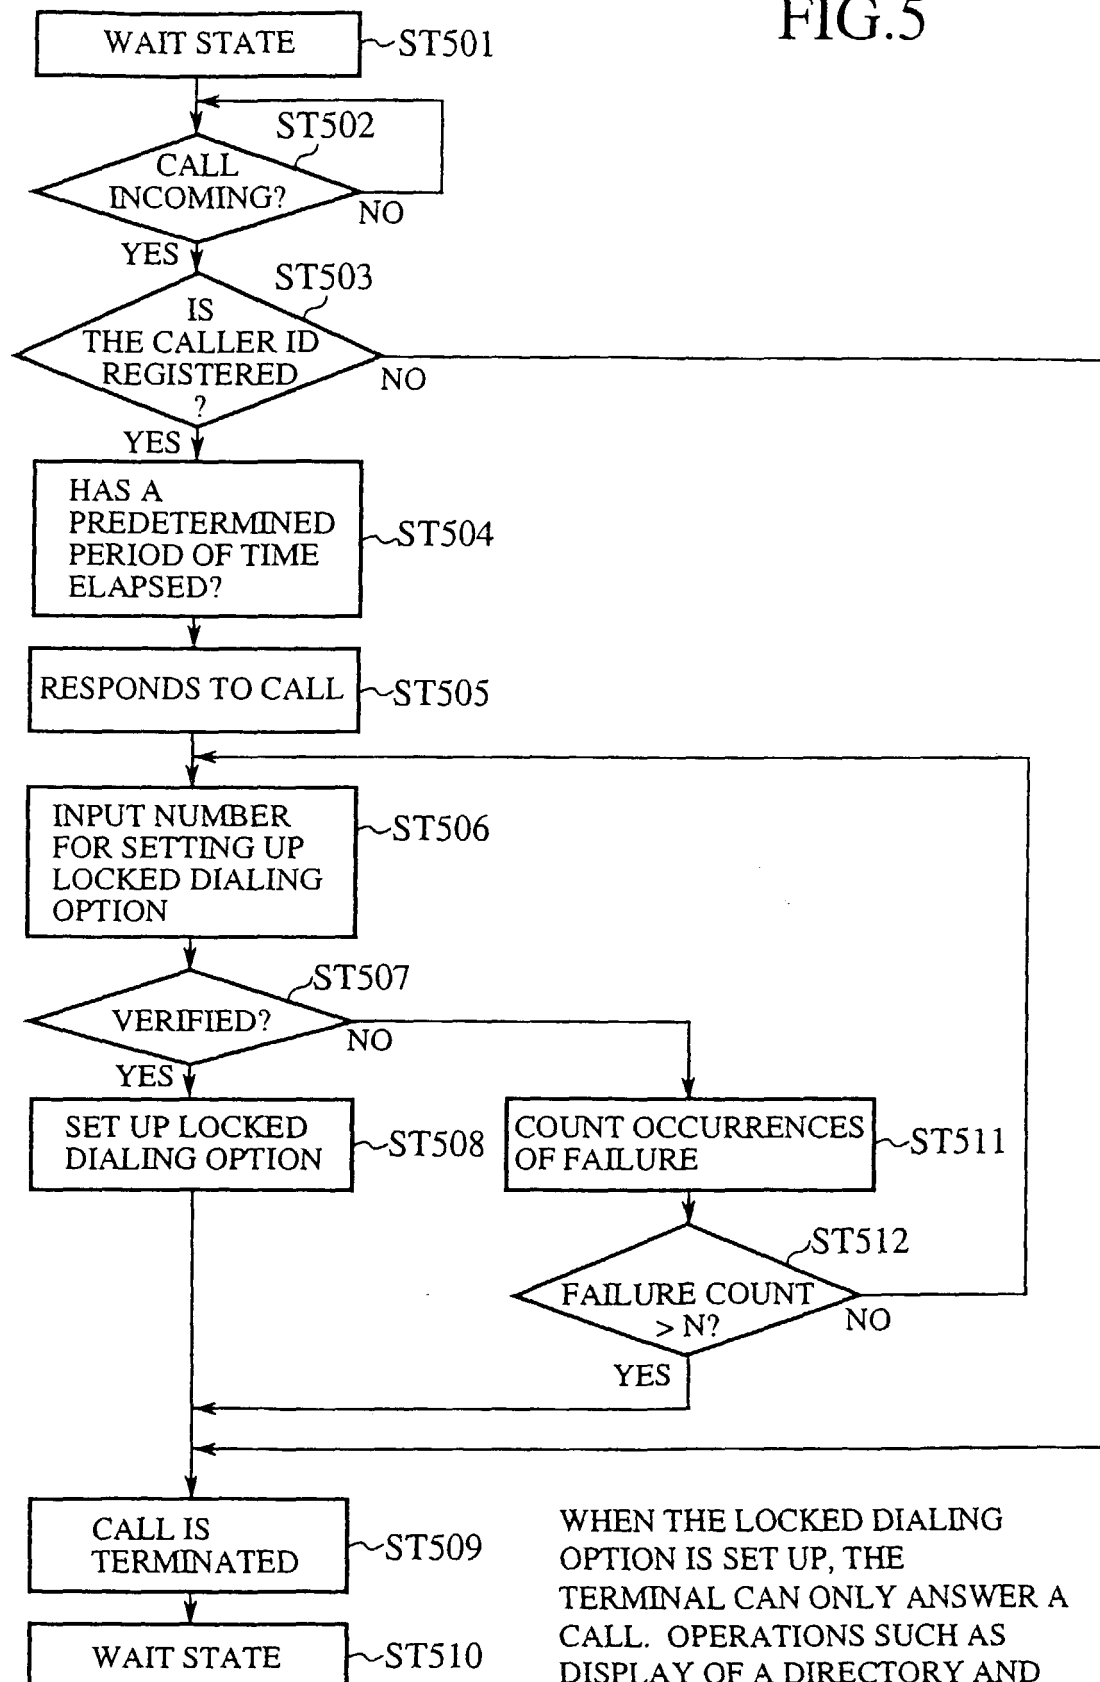 FIG.5
WAIT STATE
ST501
ST502
CALL
INCOMING?
NO
YES
ST503
IS
THE CALLER ID
REGISTERED
?
NO
YES
HAS A
PREDETERMINED
PERIOD OF TIME
ELAPSED?
ST504
RESPONDS TO CALL
ST505
INPUT NUMBER
FOR SETTING UP
LOCKED DIALING
OPTION
ST506
ST507
VERIFIED?
NO
YES
SET UP LOCKED
DIALING OPTION
ST508
COUNT OCCURRENCES
OF FAILURE
ST511
ST512
FAILURE COUNT
> N?
NO
YES
CALL IS
TERMINATED
ST509
WAIT STATE
ST510
WHEN THE LOCKED DIALING
OPTION IS SET UP, THE
TERMINAL CAN ONLY ANSWER A
CALL. OPERATIONS SUCH AS
DISPLAY OF A DIRECTORY AND